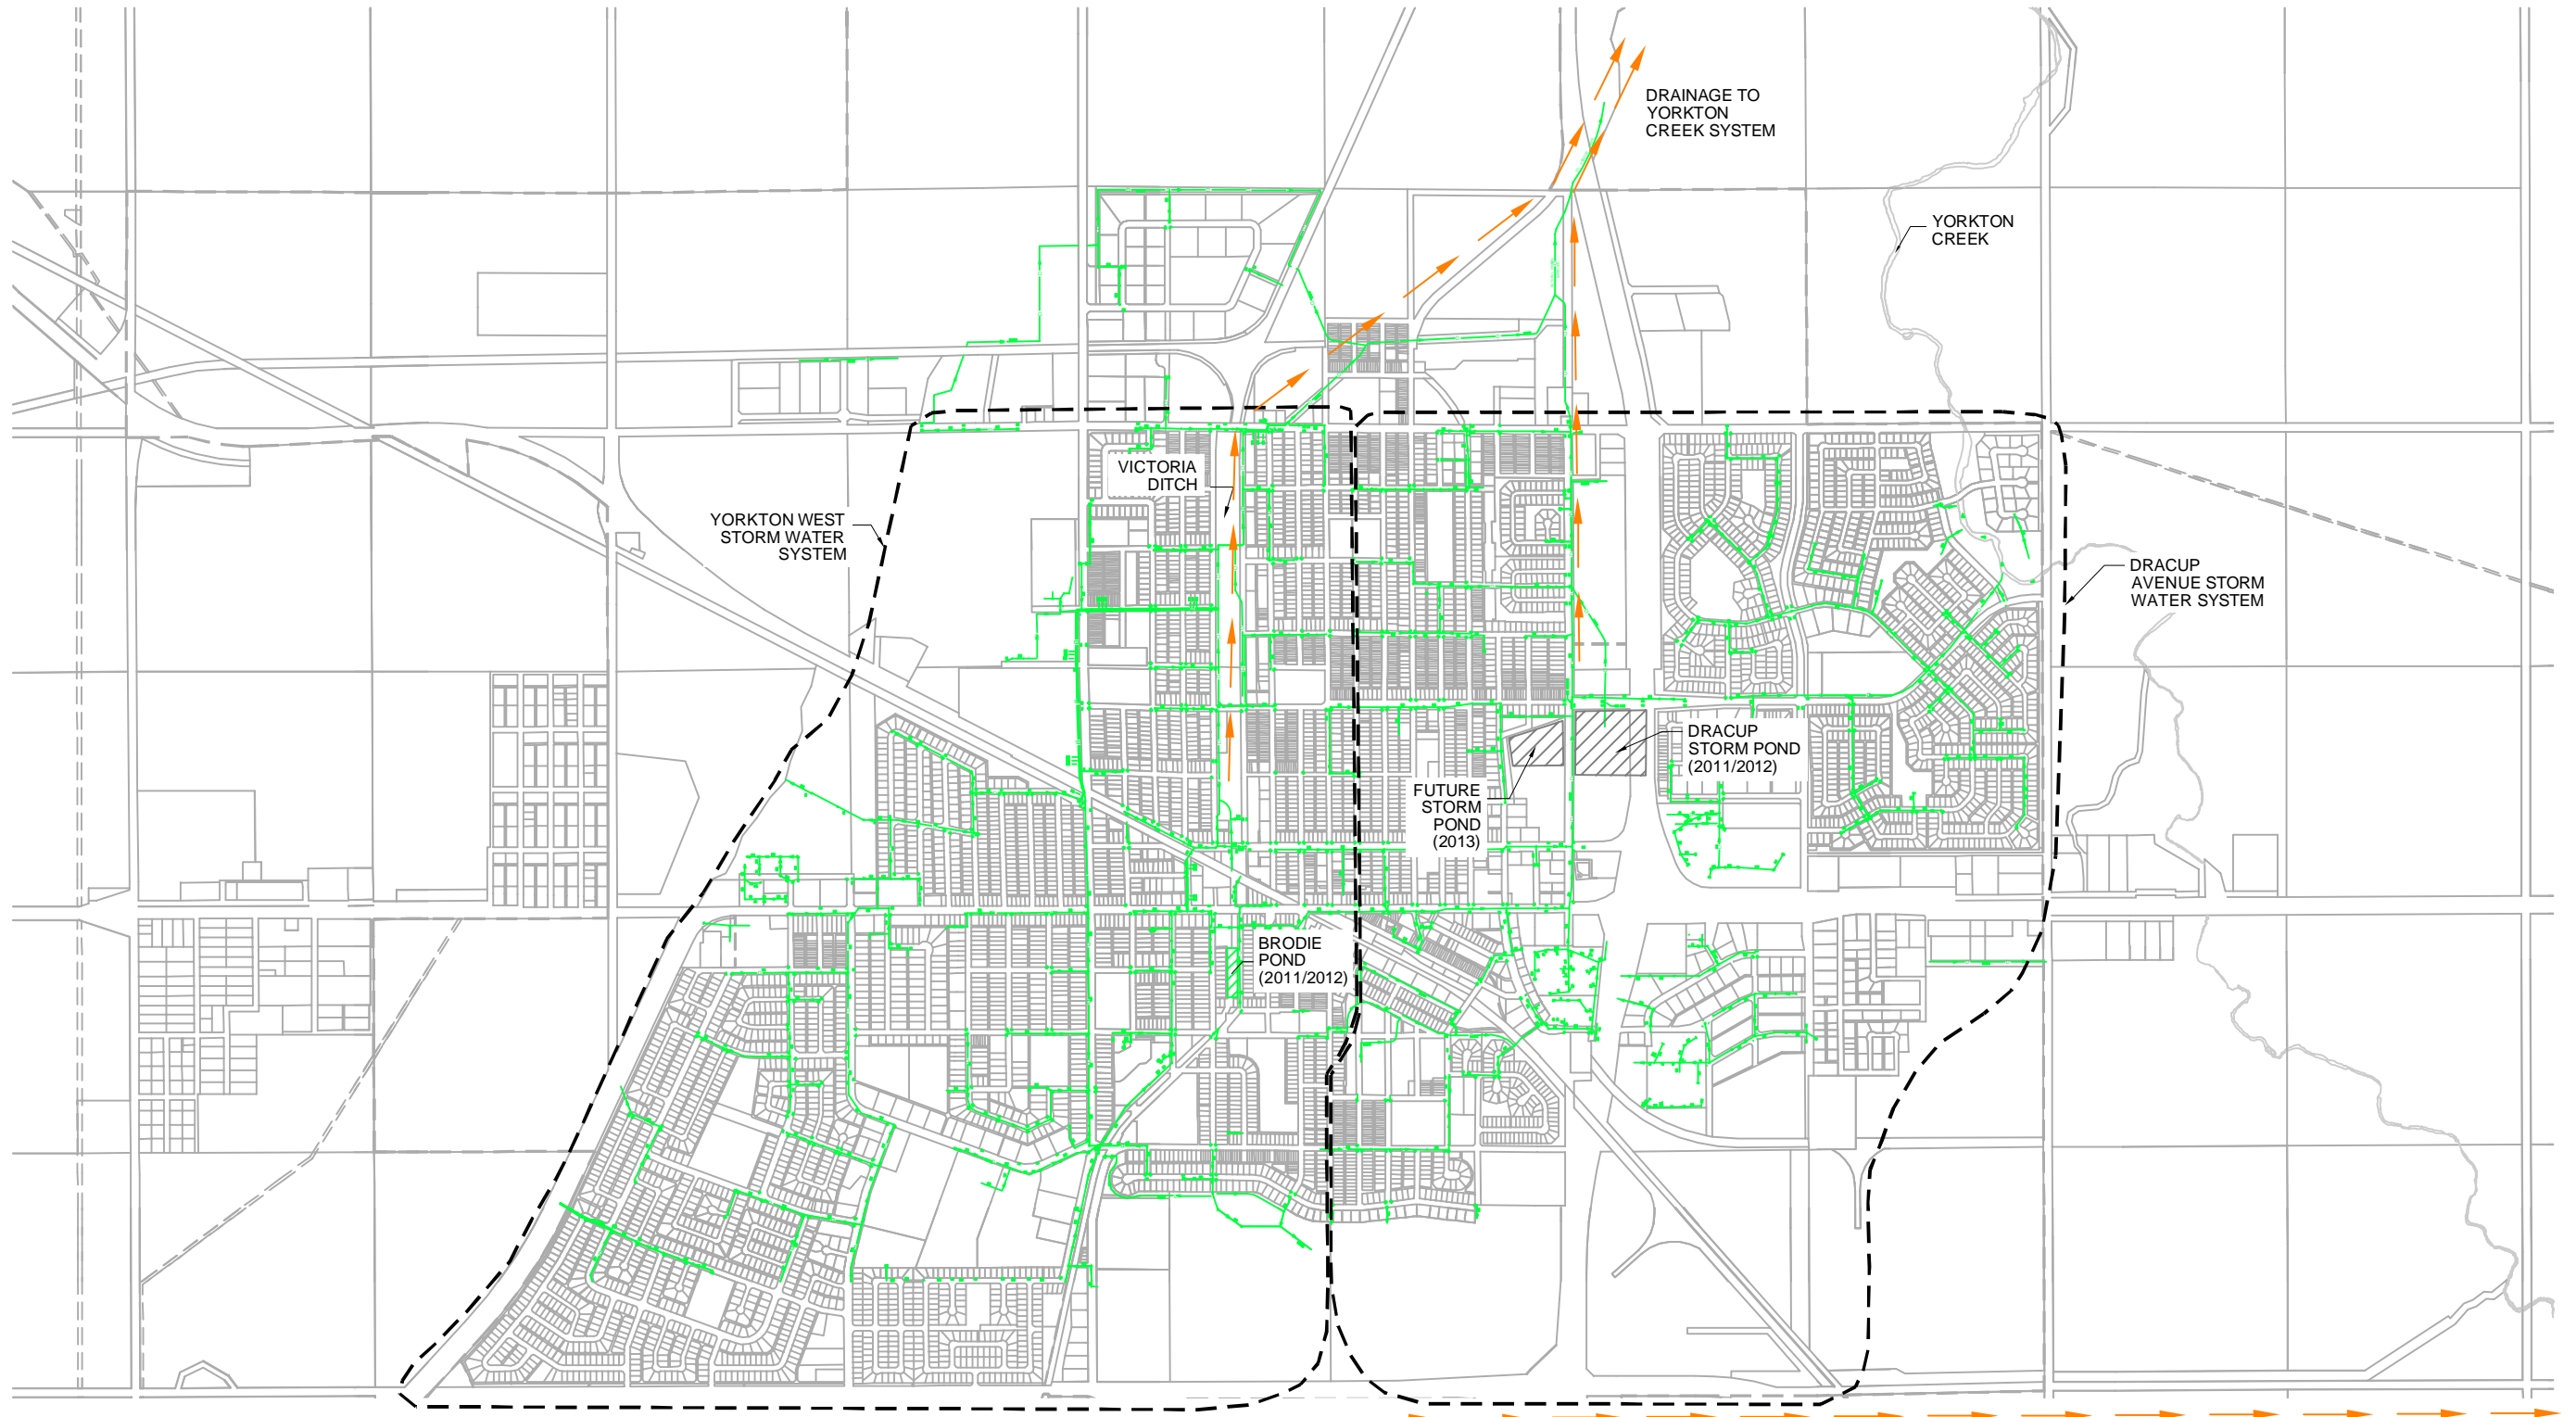 DRAINAGE TO
YORKTON
CREEK SYSTEM
YORKTON
CREEK
VICTORIA
DITCH
YORKTON WEST
STORM WATER
SYSTEM
DRACUP
AVENUE STORM
WATER SYSTEM
DRACUP
STORM POND
(2011/2012)
FUTURE
STORM
POND
(2013)
BRODIE
POND
(2011/2012)